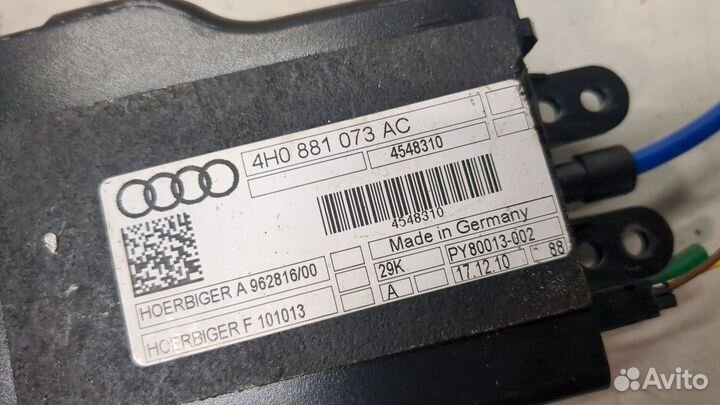 4H0 881 073 AC
4548310
4548310
Made in Germany
HOERBIGER A 962816/00
29K
PY80013-002
HOERBIGER F 101013
A
17.12.10
88
Avito